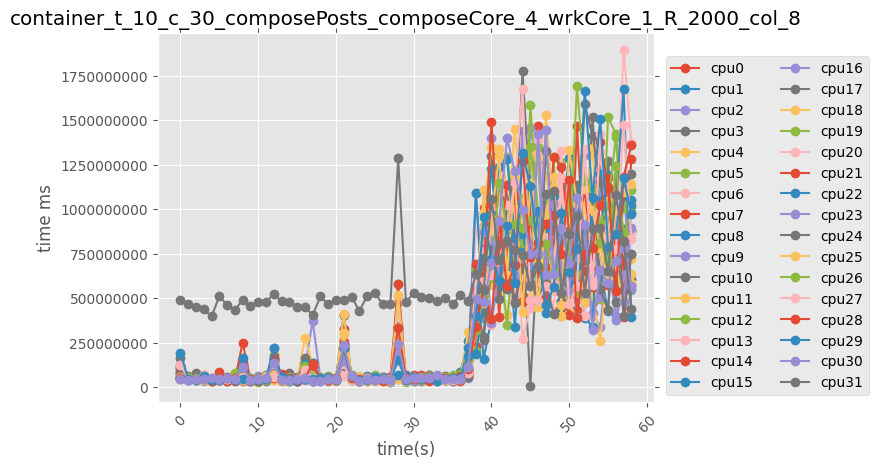 container_t_10_c_30_composePosts_composeCore_4_wrkCore_1_R_2000_col_8
time ms
1750000000
1500000000
1250000000
1000000000
750000000
500000000
250000000
0
0
10
20
30
40
50
60
time(s)
cpu0
cpu1
cpu2
cpu3
cpu4
cpu5
cpu6
cpu7
cpu8
cpu9
cpu10
cpu11
cpu12
cpu13
cpu14
cpu15
cpu16
cpu17
cpu18
cpu19
cpu20
cpu21
cpu22
cpu23
cpu24
cpu25
cpu26
cpu27
cpu28
cpu29
cpu30
cpu31